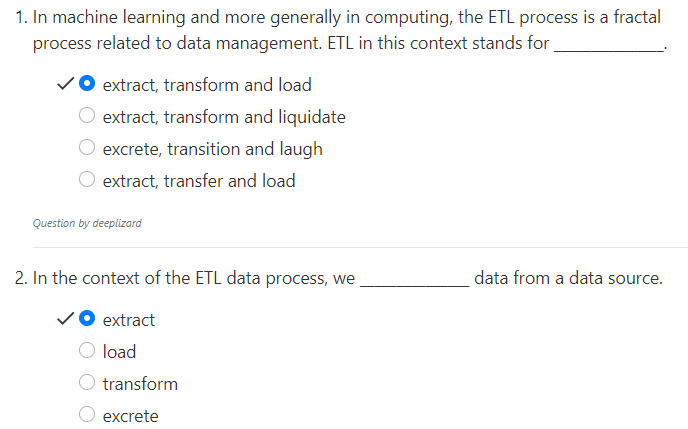 1. In machine learning and more generally in computing, the ETL process is a fractal
process related to data management. ETL in this context stands for ____________.
extract, transform and load
extract, transform and liquidate
excrete, transition and laugh
extract, transfer and load
Question by deeplizard
2. In the context of the ETL data process, we ____________ data from a data source.
extract
load
transform
excrete